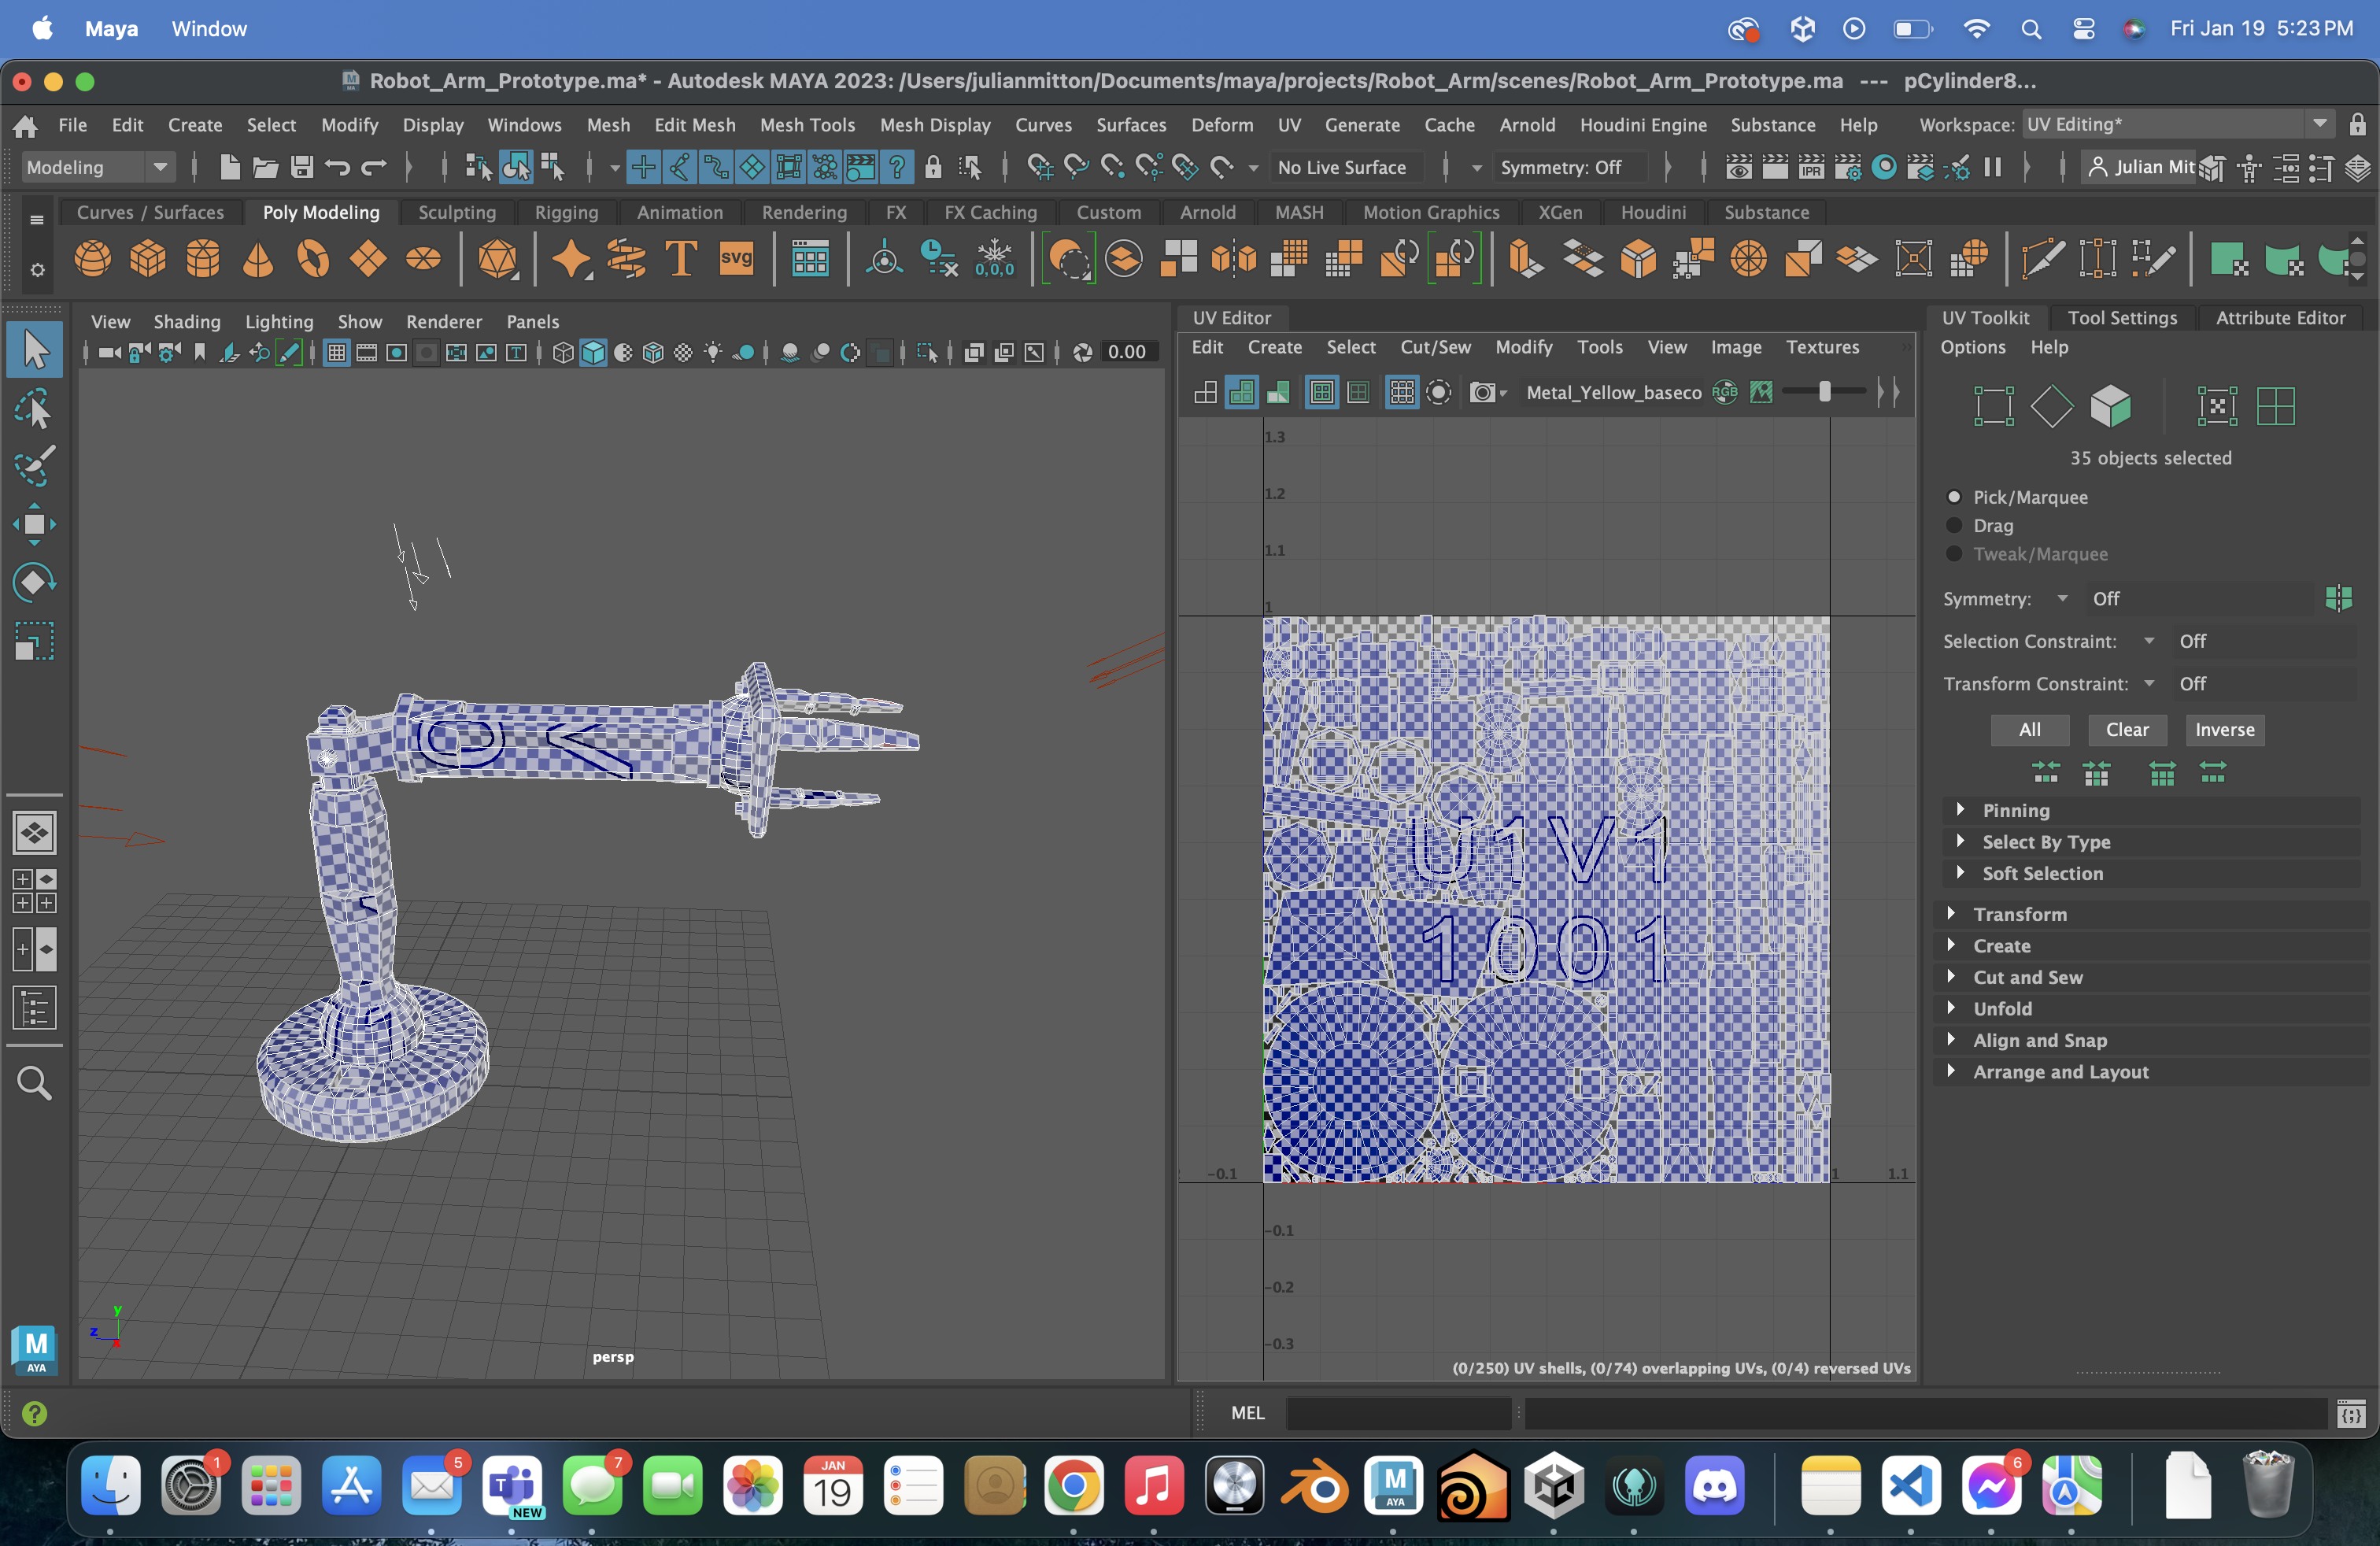 Maya Window Fri Jan 19 5:23 PM
Robot_Arm_Prototype.ma* - Autodesk MAYA 2023: /Users/julianmitton/Documents/maya/projects/Robot_Arm/scenes/Robot_Arm_Prototype.ma --- pCylinder8...
File Edit Create Select Modify Display Windows Mesh Edit Mesh Mesh Tools Mesh Display Curves Surfaces Deform UV Generate Cache Arnold Houdini Engine Substance Help Workspace: UV Editing*
Modeling No Live Surface Symmetry: Off IPR Julian Mit
Curves / Surfaces Poly Modeling Sculpting Rigging Animation Rendering FX FX Caching Custom Arnold MASH Motion Graphics XGen Houdini Substance
T svg 0,0,0
View Shading Lighting Show Renderer Panels
0.00
UV Editor
Edit Create Select Cut/Sew Modify Tools View Image Textures
Metal_Yellow_baseco RGB
1.3
1.2
1.1
1
U1V1
1001
-0.1 1 1.1
-0.1
-0.2
-0.3
(0/250) UV shells, (0/74) overlapping UVs, (0/4) reversed UVs
y
z
x
persp
UV Toolkit Tool Settings Attribute Editor
Options Help
35 objects selected
Pick/Marquee
Drag
Tweak/Marquee
Symmetry: Off
Selection Constraint: Off
Transform Constraint: Off
All Clear Inverse
Pinning
Select By Type
Soft Selection
Transform
Create
Cut and Sew
Unfold
Align and Snap
Arrange and Layout
M
AYA
MEL
1 5 NEW 7 JAN 19 M AYA 6